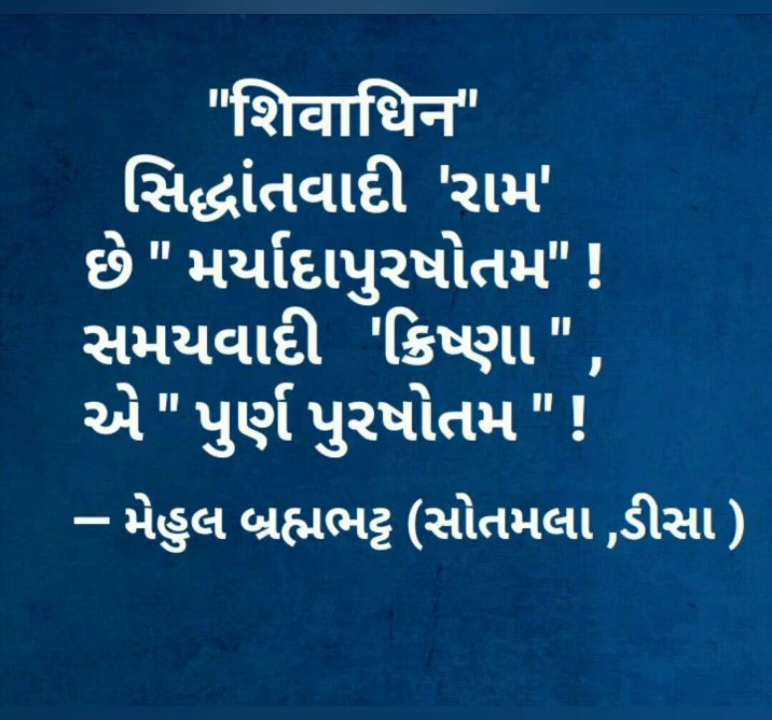 "શિવાધિન"
સિદ્ધાંતવાદી 'રામ'
છે " મર્યાદાપુરષોતમ" !
સમયવાદી 'ક્રિષ્ણા " ,
એ " પુર્ણ પુરષોતમ " !
– મેહુલ બ્રહ્મભટ્ટ (સોતમલા ,ડીસા )